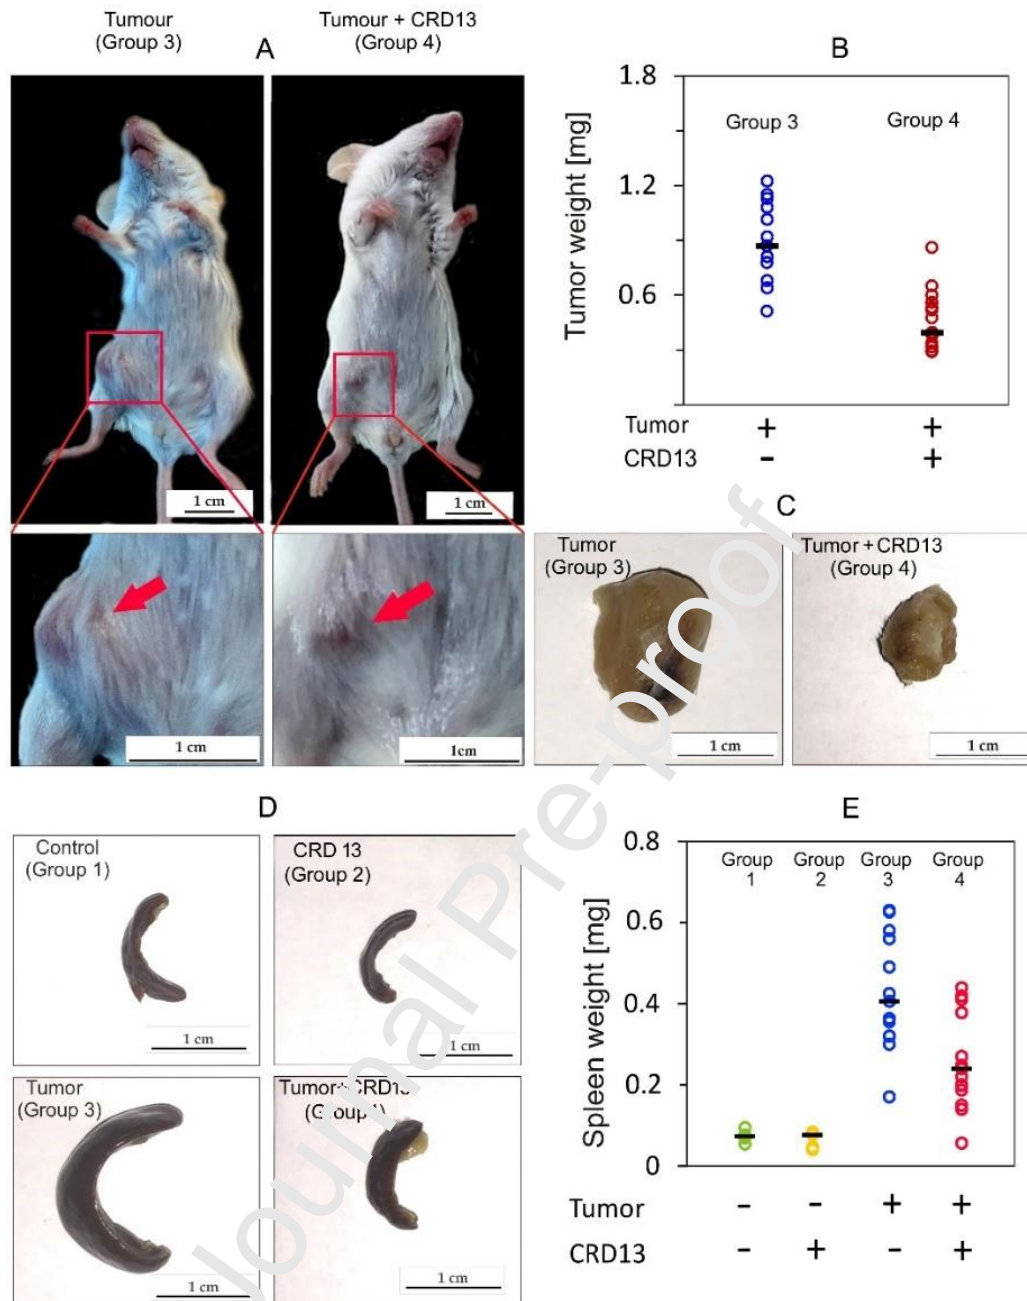 Tumour
(Group 3)
A
Tumour + CRD13
(Group 4)
1 cm
1 cm
1 cm
1cm
B
Tumor weight [mg]
1.8
1.2
0.6
Group 3
Group 4
Tumor + +
CRD13 - +
C
Tumor
(Group 3)
1 cm
Tumor + CRD13
(Group 4)
1 cm
D
Control
(Group 1)
1 cm
CRD 13
(Group 2)
1 cm
Tumor
(Group 3)
1 cm
Tumor+CRD13
(Group
1 cm
E
Spleen weight [mg]
0.8
0.6
0.4
0.2
0
Group
1
Group
2
Group
3
Group
4
Tumor - - + +
CRD13 - + - +
Journal Pre-proof